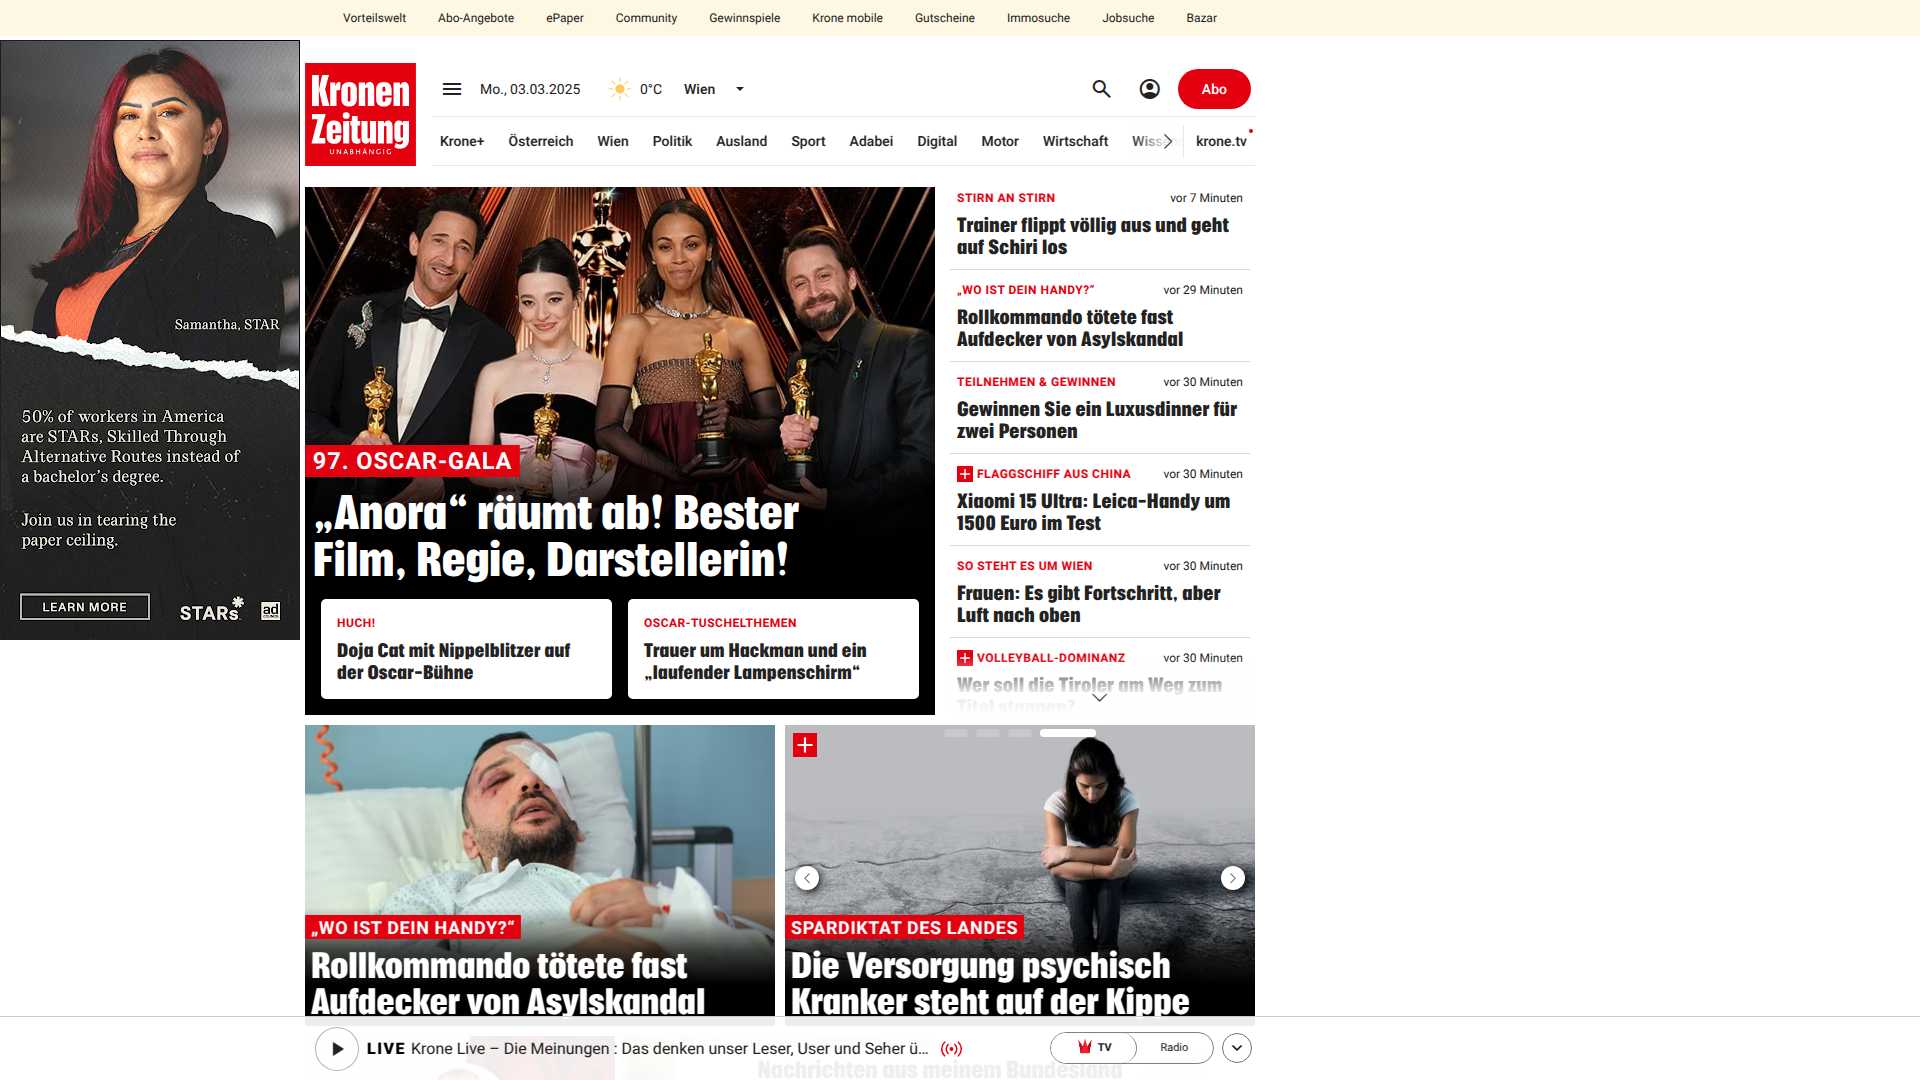 Vorteilswelt Abo-Angebote ePaper Community Gewinnspiele Krone mobile Gutscheine Immosuche Jobsuche Bazar
Samantha, STAR
50% of workers in America
are STARs, Skilled Through
Alternative Routes instead of
a bachelor's degree.
Join us in tearing the
paper ceiling.
LEARN MORE
STARs
ad
Kronen
Zeitung
UNABHÄNGIG
Mo., 03.03.2025 0°C Wien
Abo
Krone+ Österreich Wien Politik Ausland Sport Adabei Digital Motor Wirtschaft krone.tv
97. OSCAR-GALA
„Anora“ räumt ab! Bester
Film, Regie, Darstellerin!
HUCH!
Doja Cat mit Nippelblitzer auf
der Oscar-Bühne
OSCAR-TUSCHELTHEMEN
Trauer um Hackman und ein
„laufender Lampenschirm“
STIRN AN STIRN vor 7 Minuten
Trainer flippt völlig aus und geht
auf Schiri los
„WO IST DEIN HANDY?“ vor 29 Minuten
Rollkommando tötete fast
Aufdecker von Asylskandal
TEILNEHMEN & GEWINNEN vor 30 Minuten
Gewinnen Sie ein Luxusdinner für
zwei Personen
FLAGGSCHIFF AUS CHINA vor 30 Minuten
Xiaomi 15 Ultra: Leica-Handy um
1500 Euro im Test
SO STEHT ES UM WIEN vor 30 Minuten
Frauen: Es gibt Fortschritt, aber
Luft nach oben
VOLLEYBALL-DOMINANZ vor 30 Minuten
Wer soll die Tiroler am Weg zum
Titel stoppen?
„WO IST DEIN HANDY?“
Rollkommando tötete fast
Aufdecker von Asylskandal
SPARDIKTAT DES LANDES
Die Versorgung psychisch
Kranker steht auf der Kippe
LIVE Krone Live – Die Meinungen : Das denken unser Leser, User und Seher ü...
TV Radio
Nachrichten aus meinem Bundesland